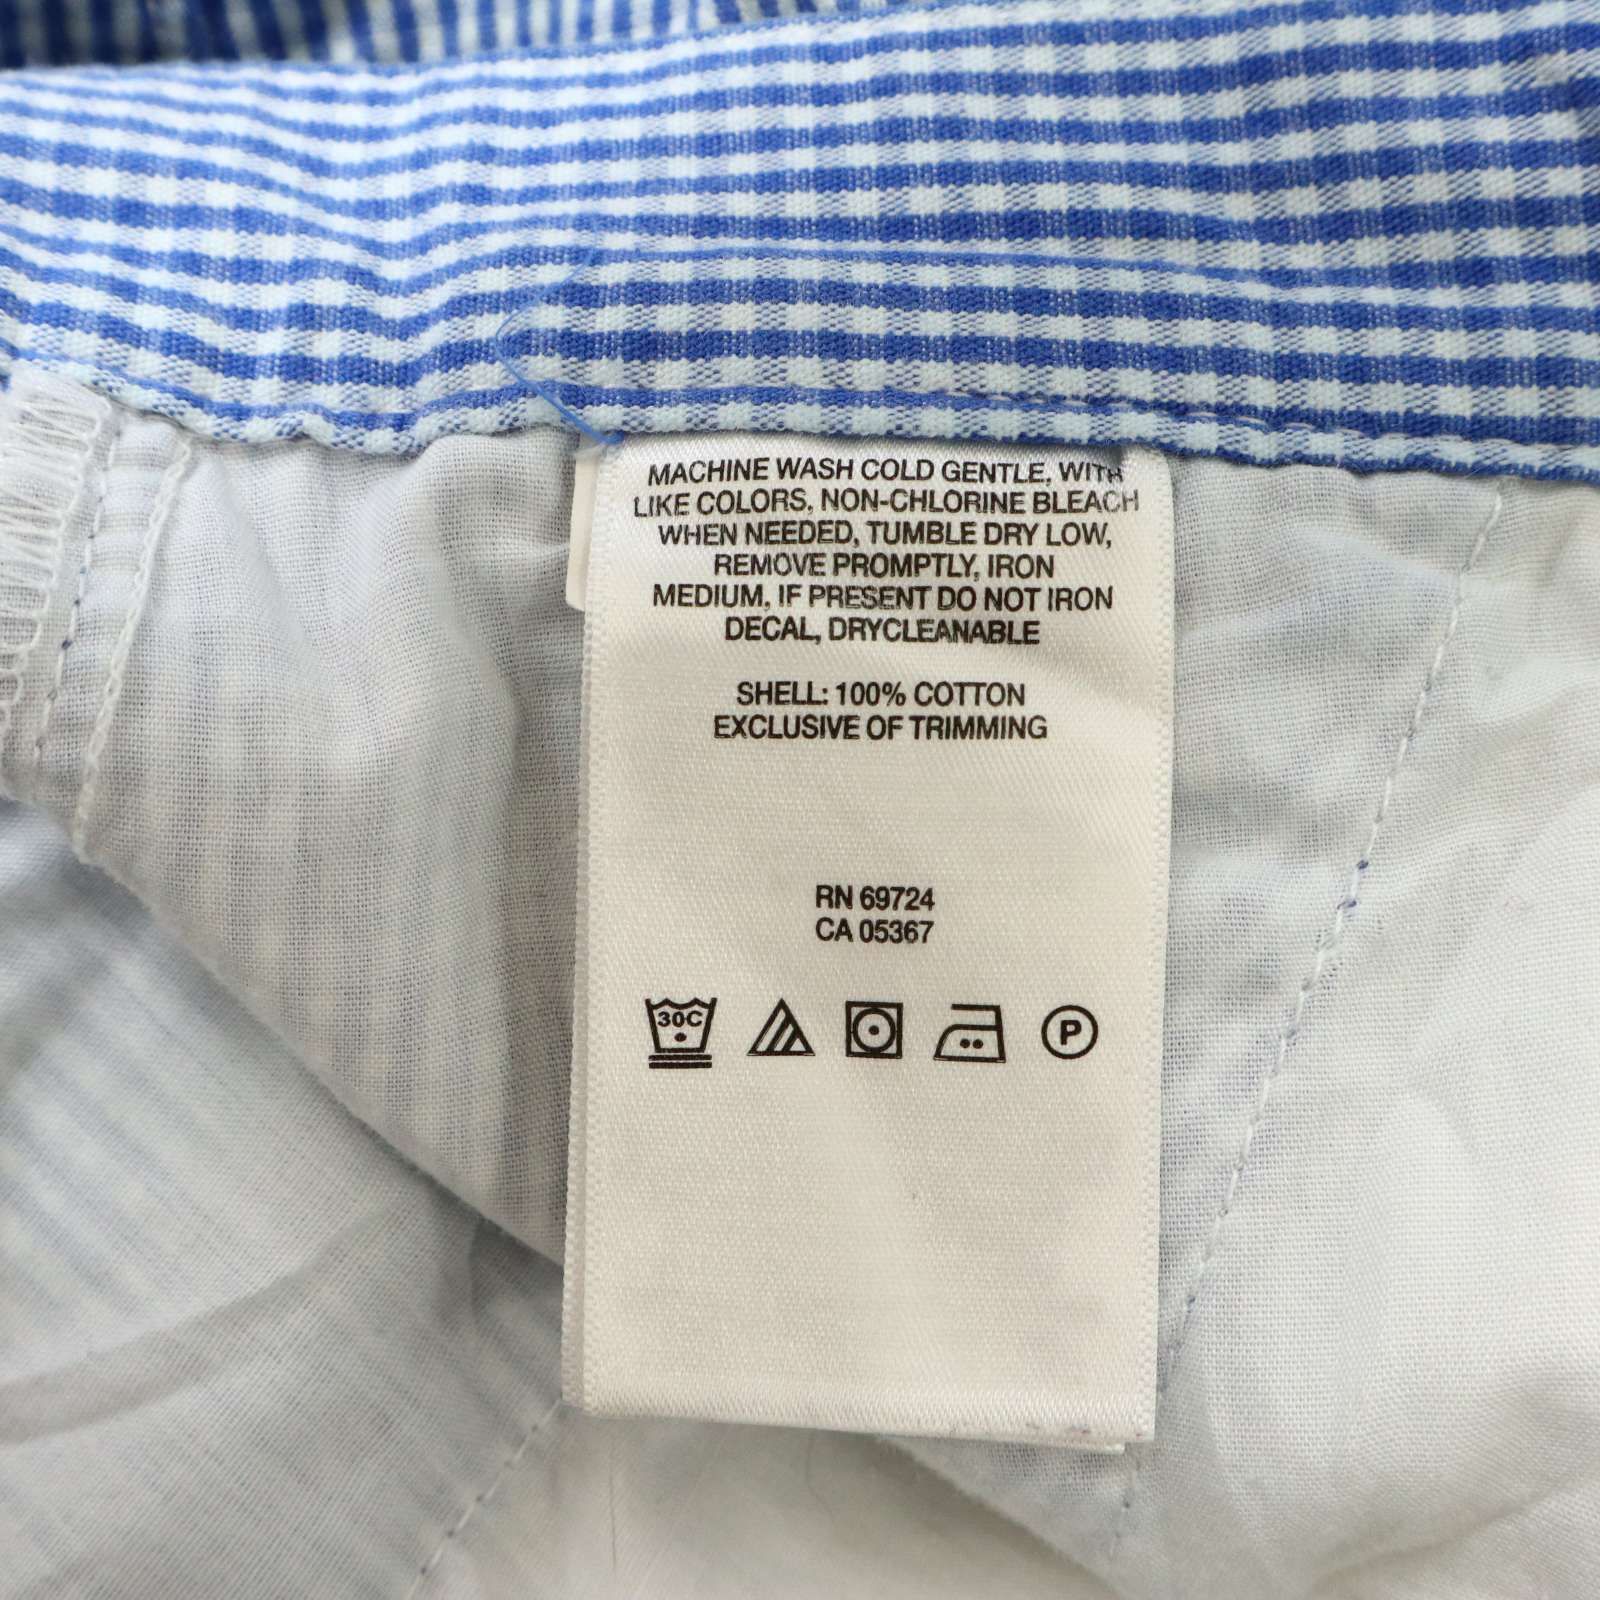 MACHINE WASH COLD GENTLE, WITH
LIKE COLORS, NON-CHLORINE BLEACH
WHEN NEEDED, TUMBLE DRY LOW,
REMOVE PROMPTLY, IRON
MEDIUM, IF PRESENT DO NOT IRON
DECAL, DRYCLEANABLE
SHELL: 100% COTTON
EXCLUSIVE OF TRIMMING
RN 69724
CA 05367
30C P